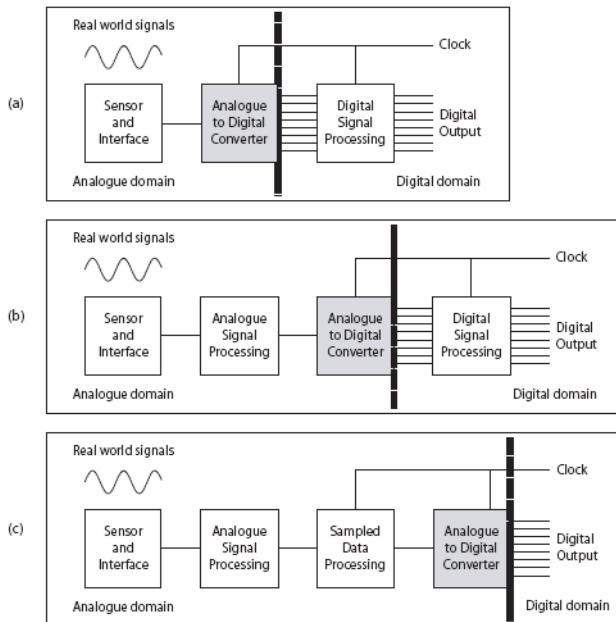 (a)
Real world signals
Clock
Sensor
and
Interface
Analogue
to Digital
Converter
Digital
Signal
Processing
Digital
Output
Analogue domain
Digital domain
(b)
Real world signals
Clock
Sensor
and
Interface
Analogue
Signal
Processing
Analogue
to Digital
Converter
Digital
Signal
Processing
Digital
Output
Analogue domain
Digital domain
(c)
Real world signals
Clock
Sensor
and
Interface
Analogue
Signal
Processing
Sampled
Data
Processing
Analogue
to Digital
Converter
Digital
Output
Analogue domain
Digital domain